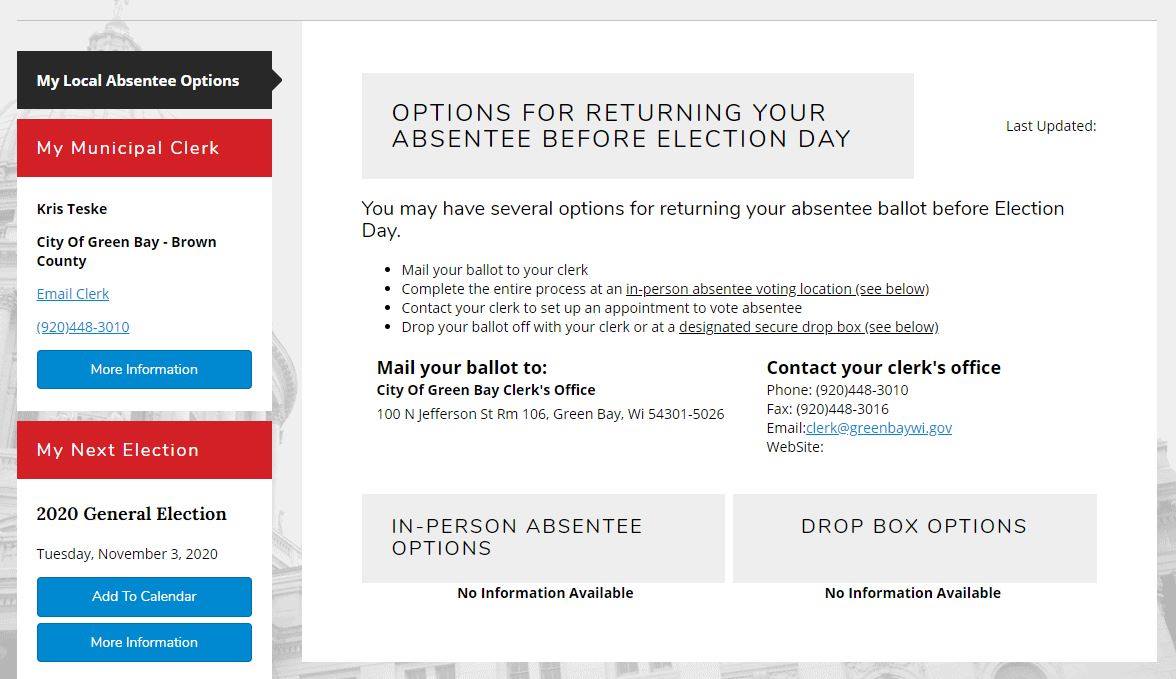 My Local Absentee Options
My Municipal Clerk
Kris Teske
City Of Green Bay - Brown
County
Email Clerk
(920)448-3010
More Information
My Next Election
2020 General Election
Tuesday, November 3, 2020
Add To Calendar
More Information
OPTIONS FOR RETURNING YOUR
ABSENTEE BEFORE ELECTION DAY
Last Updated:
You may have several options for returning your absentee ballot before Election
Day.
• Mail your ballot to your clerk
• Complete the entire process at an in-person absentee voting location (see below)
• Contact your clerk to set up an appointment to vote absentee
• Drop your ballot off with your clerk or at a designated secure drop box (see below)
Mail your ballot to:
City Of Green Bay Clerk's Office
100 N Jefferson St Rm 106, Green Bay, Wi 54301-5026
Contact your clerk's office
Phone: (920)448-3010
Fax: (920)448-3016
Email:clerk@greenbaywi.gov
WebSite:
IN-PERSON ABSENTEE
OPTIONS
No Information Available
DROP BOX OPTIONS
No Information Available